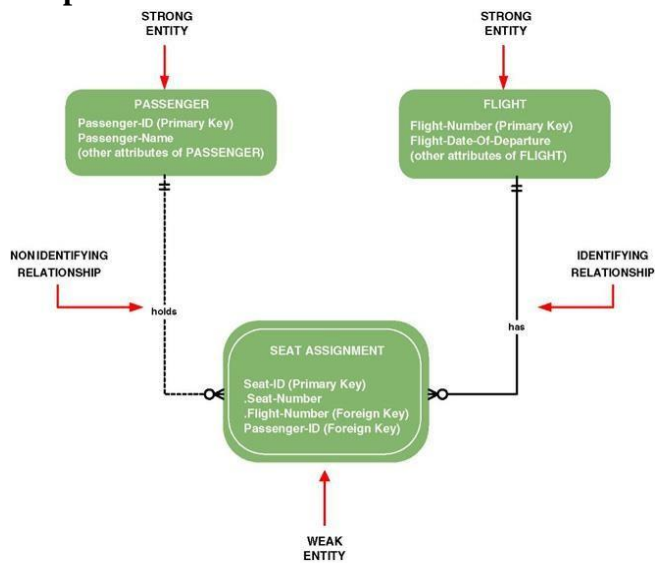 STRONG
ENTITY
STRONG
ENTITY
PASSENGER
Passenger-ID (Primary Key)
Passenger-Name
(other attributes of PASSENGER)
FLIGHT
Flight-Number (Primary Key)
Flight-Date-Of-Departure
(other attributes of FLIGHT)
NONIDENTIFYING
RELATIONSHIP
IDENTIFYING
RELATIONSHIP
holds
has
SEAT ASSIGNMENT
Seat-ID (Primary Key)
.Seat-Number
.Flight-Number (Foreign Key)
Passenger-ID (Foreign Key)
WEAK
ENTITY